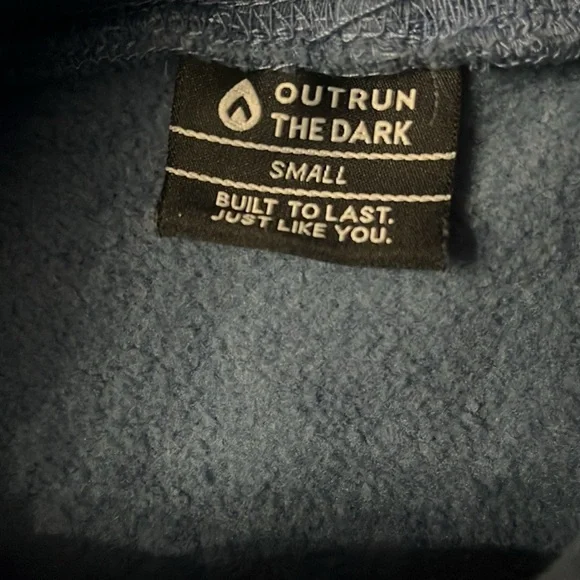 OUTRUN
THE DARK
SMALL
BUILT TO LAST.
JUST LIKE YOU.